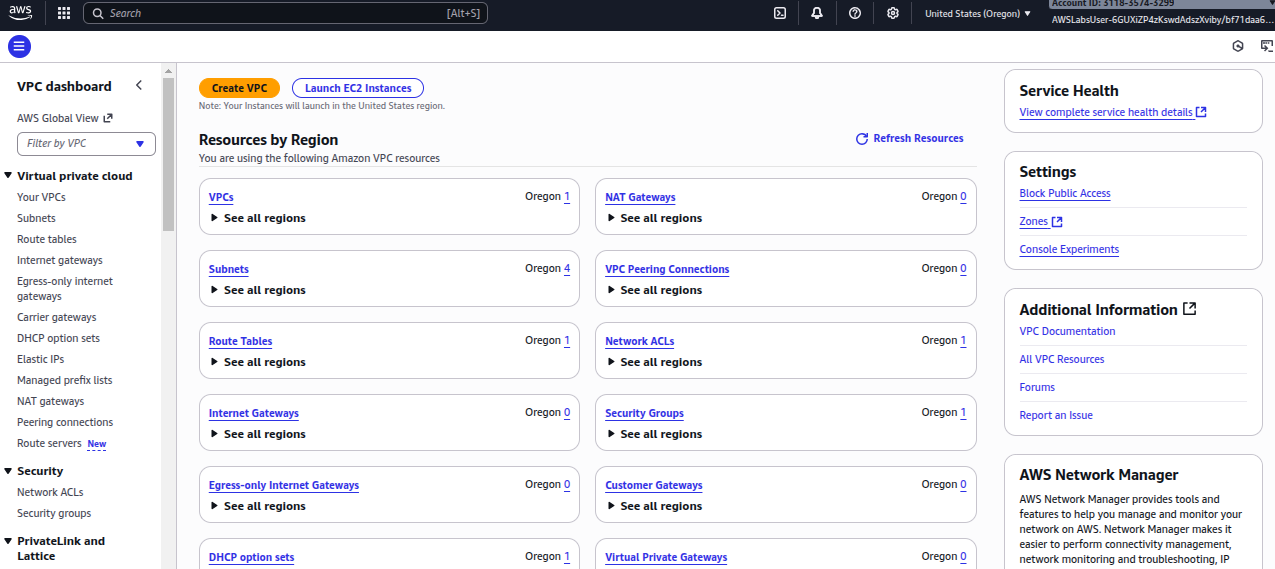 aws
Search
[Alt+S]
United States (Oregon)
Account ID: 3118-3574-3299
AWSLabsUser-6GUXiZP4zKswdAdszXviby/bf71daa6...
VPC dashboard
AWS Global View
Filter by VPC
Virtual private cloud
Your VPCs
Subnets
Route tables
Internet gateways
Egress-only internet
gateways
Carrier gateways
DHCP option sets
Elastic IPs
Managed prefix lists
NAT gateways
Peering connections
Route servers New
Security
Network ACLs
Security groups
PrivateLink and
Lattice
Create VPC
Launch EC2 Instances
Note: Your Instances will launch in the United States region.
Resources by Region
Refresh Resources
You are using the following Amazon VPC resources
VPCs Oregon 1
See all regions
NAT Gateways Oregon 0
See all regions
Subnets Oregon 4
See all regions
VPC Peering Connections Oregon 0
See all regions
Route Tables Oregon 1
See all regions
Network ACLs Oregon 1
See all regions
Internet Gateways Oregon 0
See all regions
Security Groups Oregon 1
See all regions
Egress-only Internet Gateways Oregon 0
See all regions
Customer Gateways Oregon 0
See all regions
DHCP option sets Oregon 1
Virtual Private Gateways Oregon 0
Service Health
View complete service health details
Settings
Block Public Access
Zones
Console Experiments
Additional Information
VPC Documentation
All VPC Resources
Forums
Report an Issue
AWS Network Manager
AWS Network Manager provides tools and
features to help you manage and monitor your
network on AWS. Network Manager makes it
easier to perform connectivity management,
network monitoring and troubleshooting, IP